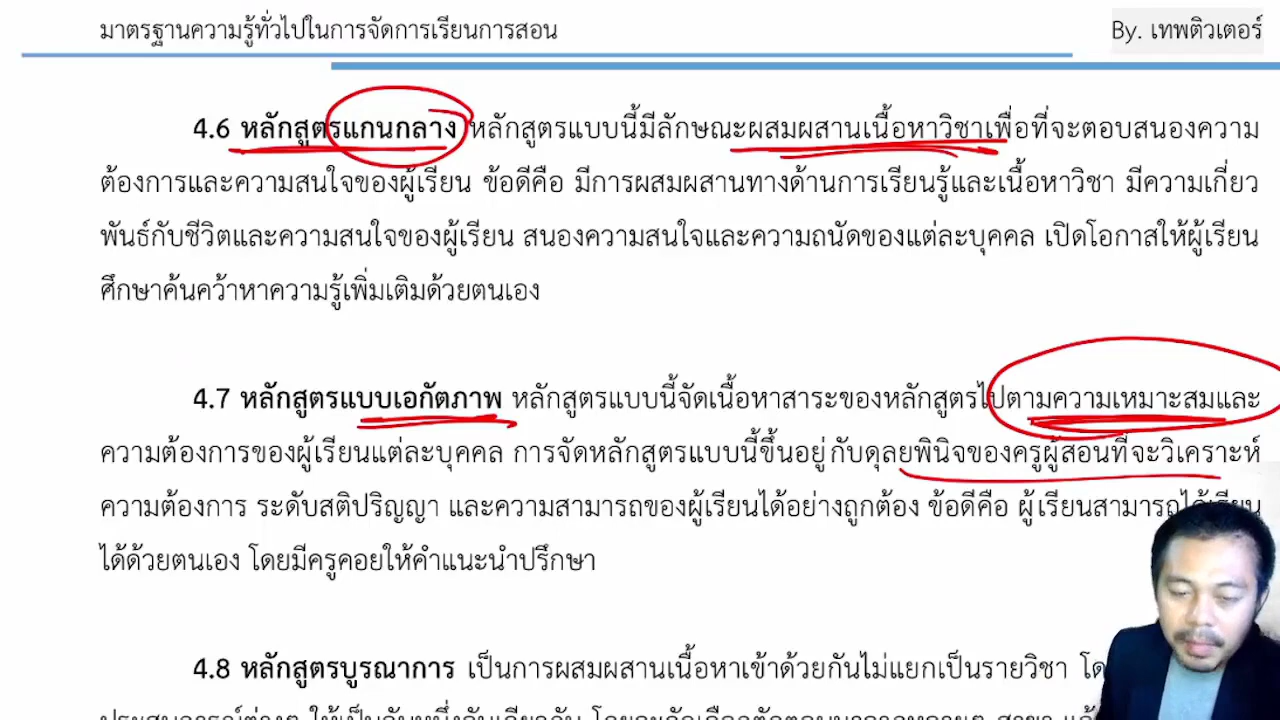 มาตรฐานความรู้ทั่วไปในการจัดการเรียนการสอน
By. เทพติวเตอร์
4.6 หลักสูตรแกนกลาง หลักสูตรแบบนี้มีลักษณะผสมผสานเนื้อหาวิชาเพื่อที่จะตอบสนองความ
ต้องการและความสนใจของผู้เรียน ข้อดีคือ มีการผสมผสานทางด้านการเรียนรู้และเนื้อหาวิชา มีความเกี่ยว
พันธ์กับชีวิตและความสนใจของผู้เรียน สนองความสนใจและความถนัดของแต่ละบุคคล เปิดโอกาสให้ผู้เรียน
ศึกษาค้นคว้าหาความรู้เพิ่มเติมด้วยตนเอง
4.7 หลักสูตรแบบเอกัตภาพ หลักสูตรแบบนี้จัดเนื้อหาสาระของหลักสูตรไปตามความเหมาะสมและ
ความต้องการของผู้เรียนแต่ละบุคคล การจัดหลักสูตรแบบนี้ขึ้นอยู่กับดุลยพินิจของครูผู้สอนที่จะวิเคราะห์
ความต้องการ ระดับสติปริญญา และความสามารถของผู้เรียนได้อย่างถูกต้อง ข้อดีคือ ผู้เรียนสามารถได้เรียน
ได้ด้วยตนเอง โดยมีครูคอยให้คำแนะนำปรึกษา
4.8 หลักสูตรบูรณาการ เป็นการผสมผสานเนื้อหาเข้าด้วยกันไม่แยกเป็นรายวิชา